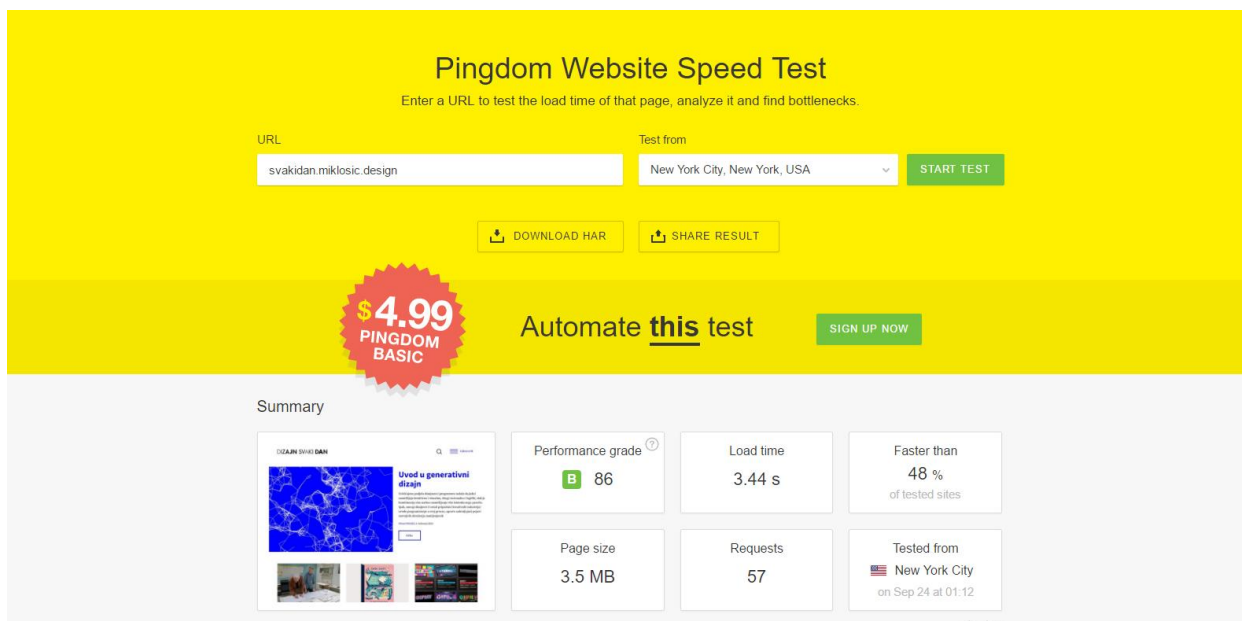 Pingdom Website Speed Test
Enter a URL to test the load time of that page, analyze it and find bottlenecks.
URL
Test from
svakidan.miklosic.design
New York City, New York, USA
START TEST
DOWNLOAD HAR
SHARE RESULT
$4.99
PINGDOM
BASIC
Automate this test
SIGN UP NOW
Summary
DIZAJN SVAKI DAN
Uvod u generativni
dizajn
Performance grade ?
B 86
Load time
3.44 s
Faster than
48 %
of tested sites
Page size
3.5 MB
Requests
57
Tested from
New York City
on Sep 24 at 01:12